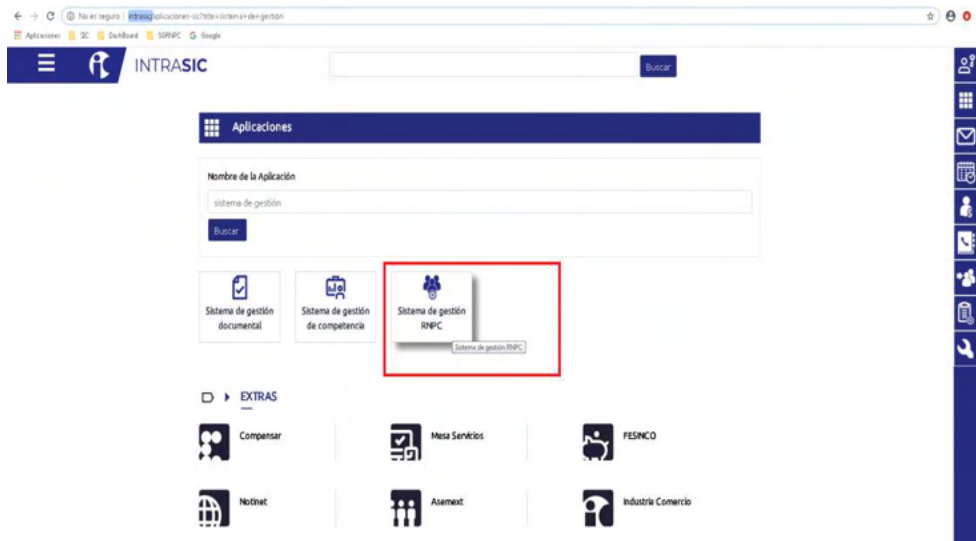 No es seguro | intrasic/aplicaciones-sic?title=sistema+de+gestión
Aplicaciones SIC DashBoard SGRNPC Google
INTRASIC
Buscar
Aplicaciones
Nombre de la Aplicación
sistema de gestión
Buscar
Sistema de gestión documental
Sistema de gestión de competencia
Sistema de gestión RNPC
Sistema de gestión RNPC
EXTRAS
Compensar
Mesa Servicios
FESINCO
Notinet
Asemext
Industria Comercio